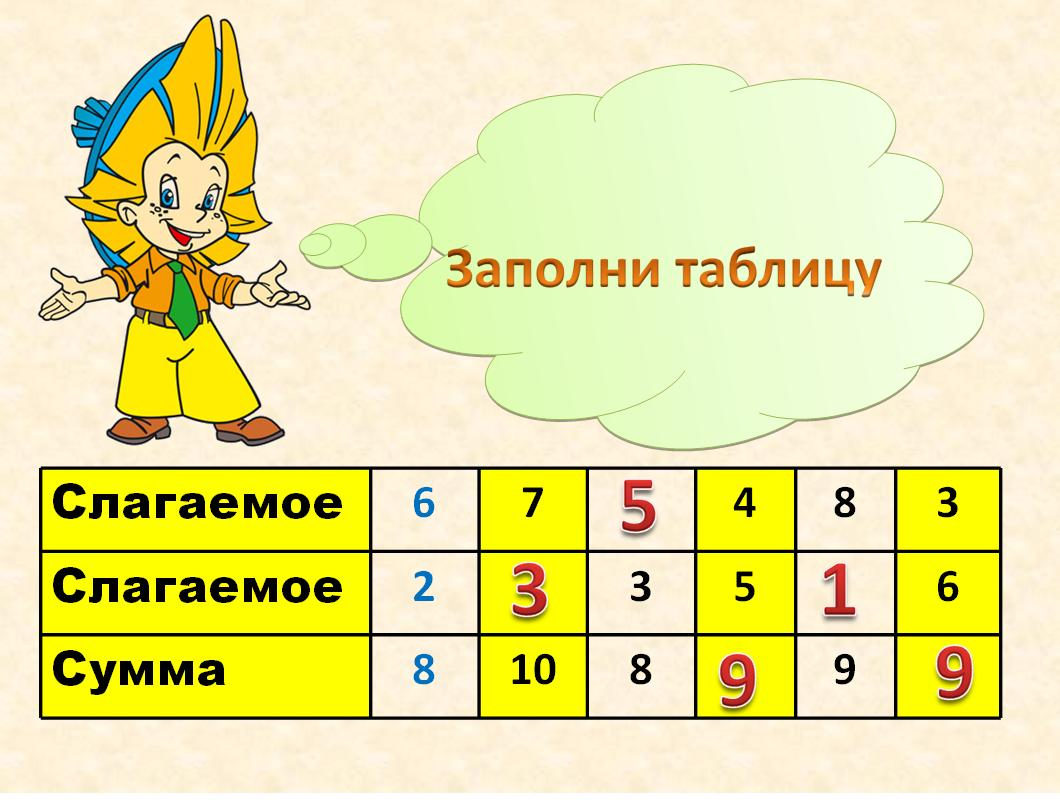 Заполни таблицу
Слагаемое 6 7 5 4 8 3
Слагаемое 2 3 3 5 1 6
Сумма 8 10 8 9 9 9